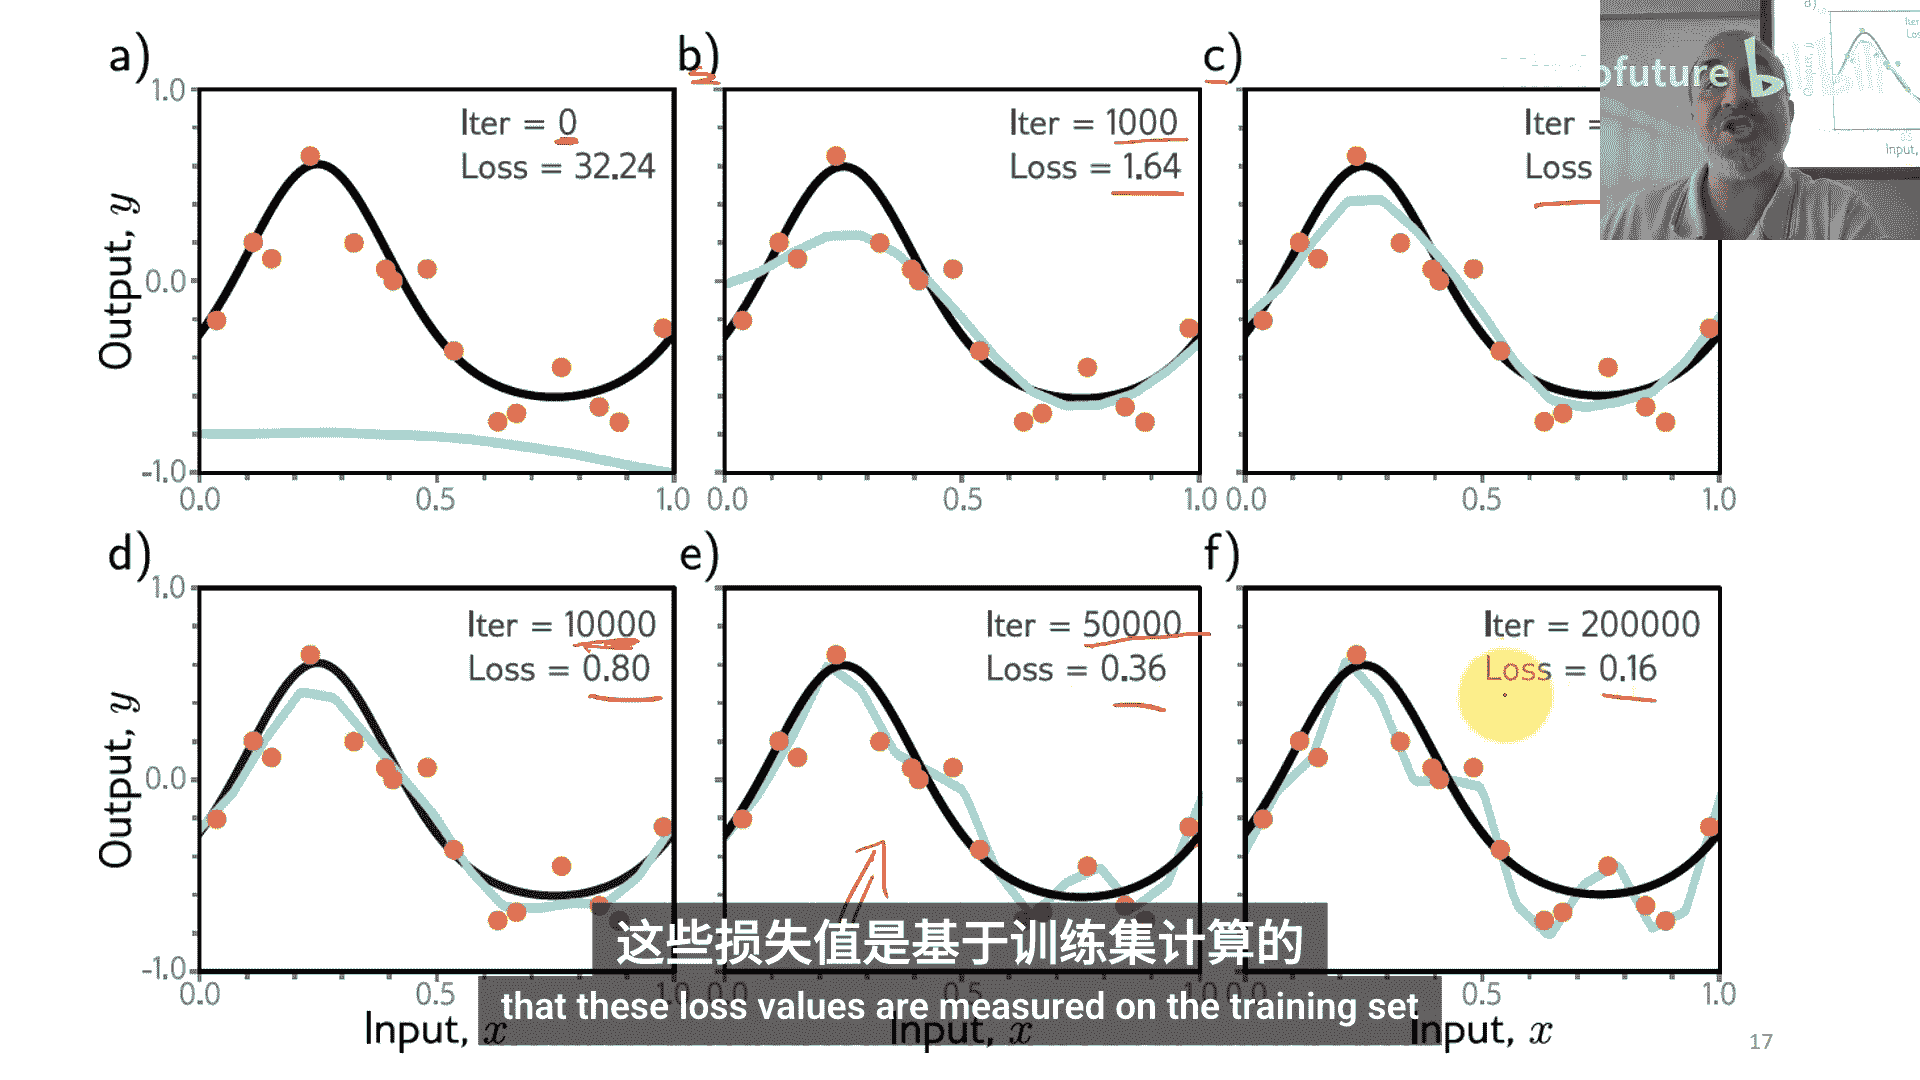 a)
1.0
Iter = 0
Loss = 32.24
Output, y
0.0
-1.0
0.0
0.5
1.0
b)
Iter = 1000
Loss = 1.64
0.0
0.5
1.0
c)
Iter =
Loss
0.0
0.5
1.0
ofuture bilibili
Input,
d)
1.0
Iter = 10000
Loss = 0.80
Output, y
0.0
-1.0
0.0
0.5
Input, x
e)
Iter = 50000
Loss = 0.36
Input, x
f)
Iter = 200000
Loss = 0.16
0.5
1.0
Input, x
这些损失值是基于训练集计算的
that these loss values are measured on the training set
17